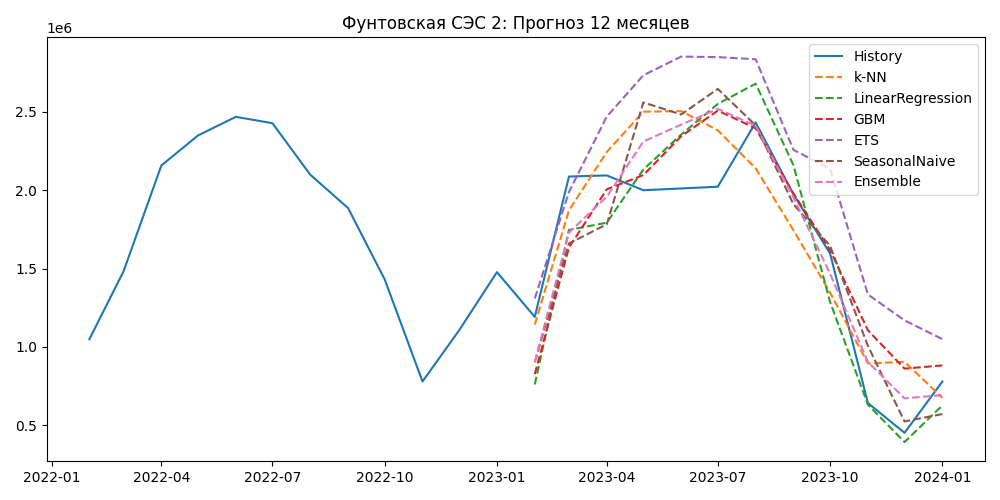 Фунтовская СЭС 2: Прогноз 12 месяцев
1e6
2.5
2.0
1.5
1.0
0.5
History
k-NN
LinearRegression
GBM
ETS
SeasonalNaive
Ensemble
2022-01 2022-04 2022-07 2022-10 2023-01 2023-04 2023-07 2023-10 2024-01